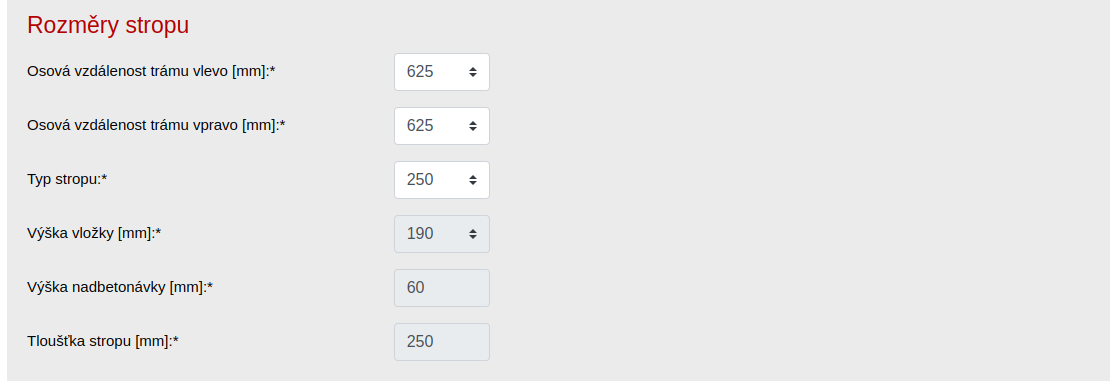 Rozměry stropu
Osová vzdálenost trámu vlevo [mm]:* 625
Osová vzdálenost trámu vpravo [mm]:* 625
Typ stropu:* 250
Výška vložky [mm]:* 190
Výška nadbetonávky [mm]:* 60
Tloušťka stropu [mm]:* 250